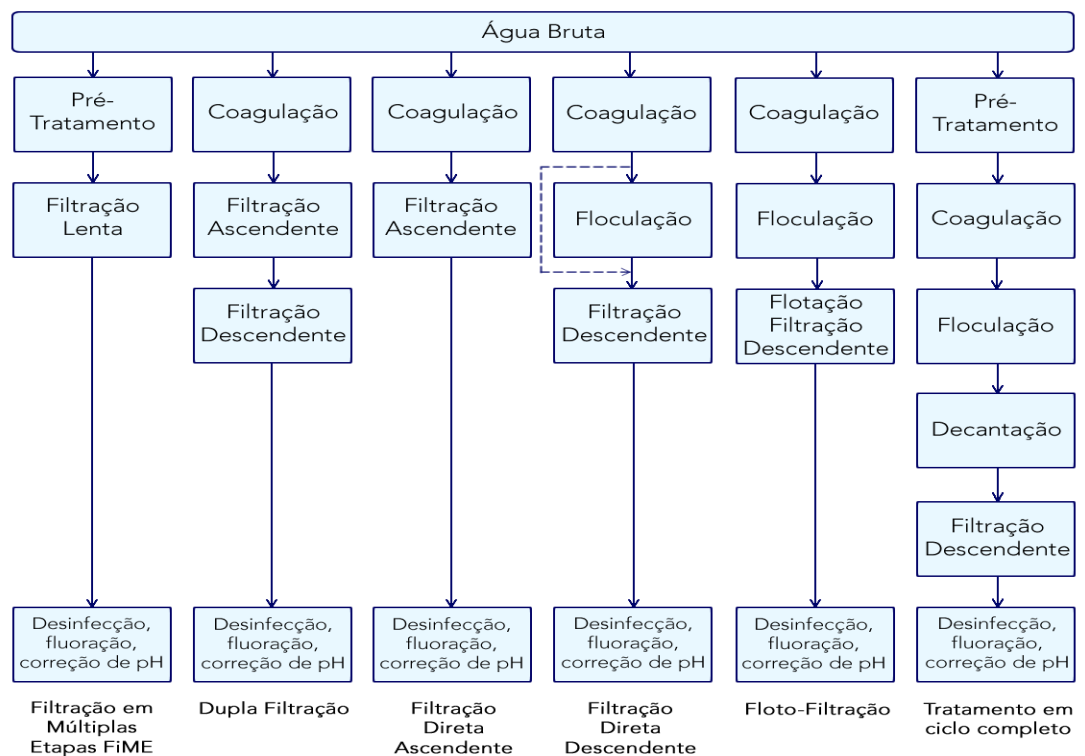 Água Bruta
Pré-
Tratamento
Coagulação
Coagulação
Coagulação
Coagulação
Pré-
Tratamento
Filtração
Lenta
Filtração
Ascendente
Filtração
Ascendente
Floculação
Floculação
Coagulação
Filtração
Descendente
Filtração
Descendente
Flotação
Filtração
Descendente
Floculação
Decantação
Filtração
Descendente
Desinfecção,
fluoração,
correção de pH
Desinfecção,
fluoração,
correção de pH
Desinfecção,
fluoração,
correção de pH
Desinfecção,
fluoração,
correção de pH
Desinfecção,
fluoração,
correção de pH
Desinfecção,
fluoração,
correção de pH
Filtração em
Múltiplas
Etapas FiME
Dupla Filtração
Filtração
Direta
Ascendente
Filtração
Direta
Descendente
Floto-Filtração
Tratamento em
ciclo completo